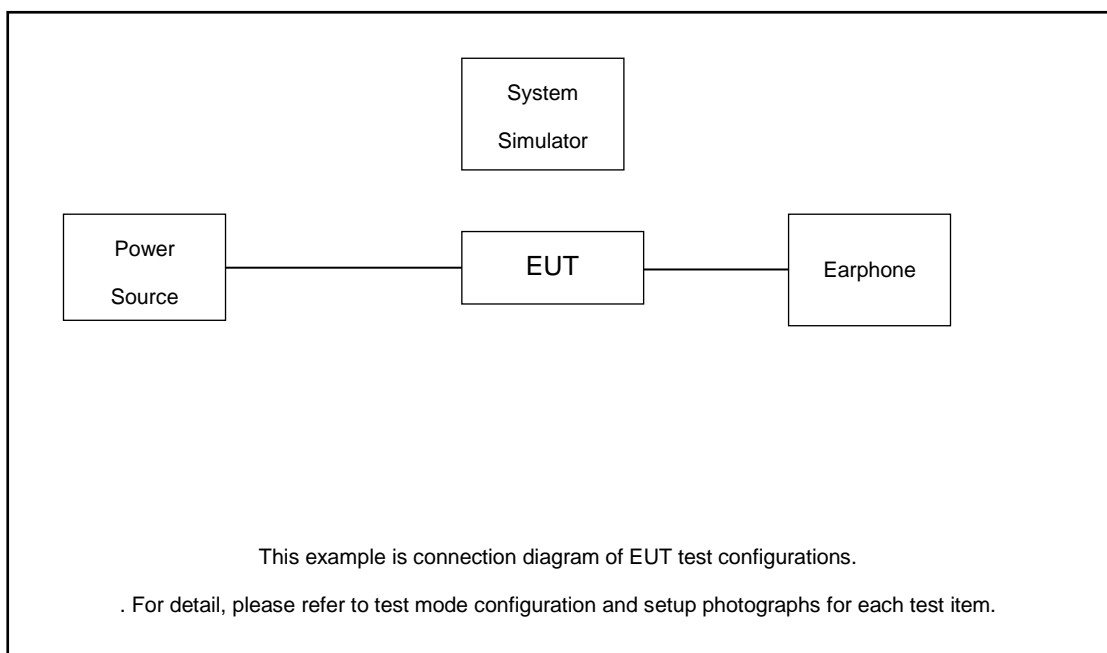 System
Simulator
Power
Source
EUT
Earphone
This example is connection diagram of EUT test configurations.
. For detail, please refer to test mode configuration and setup photographs for each test item.